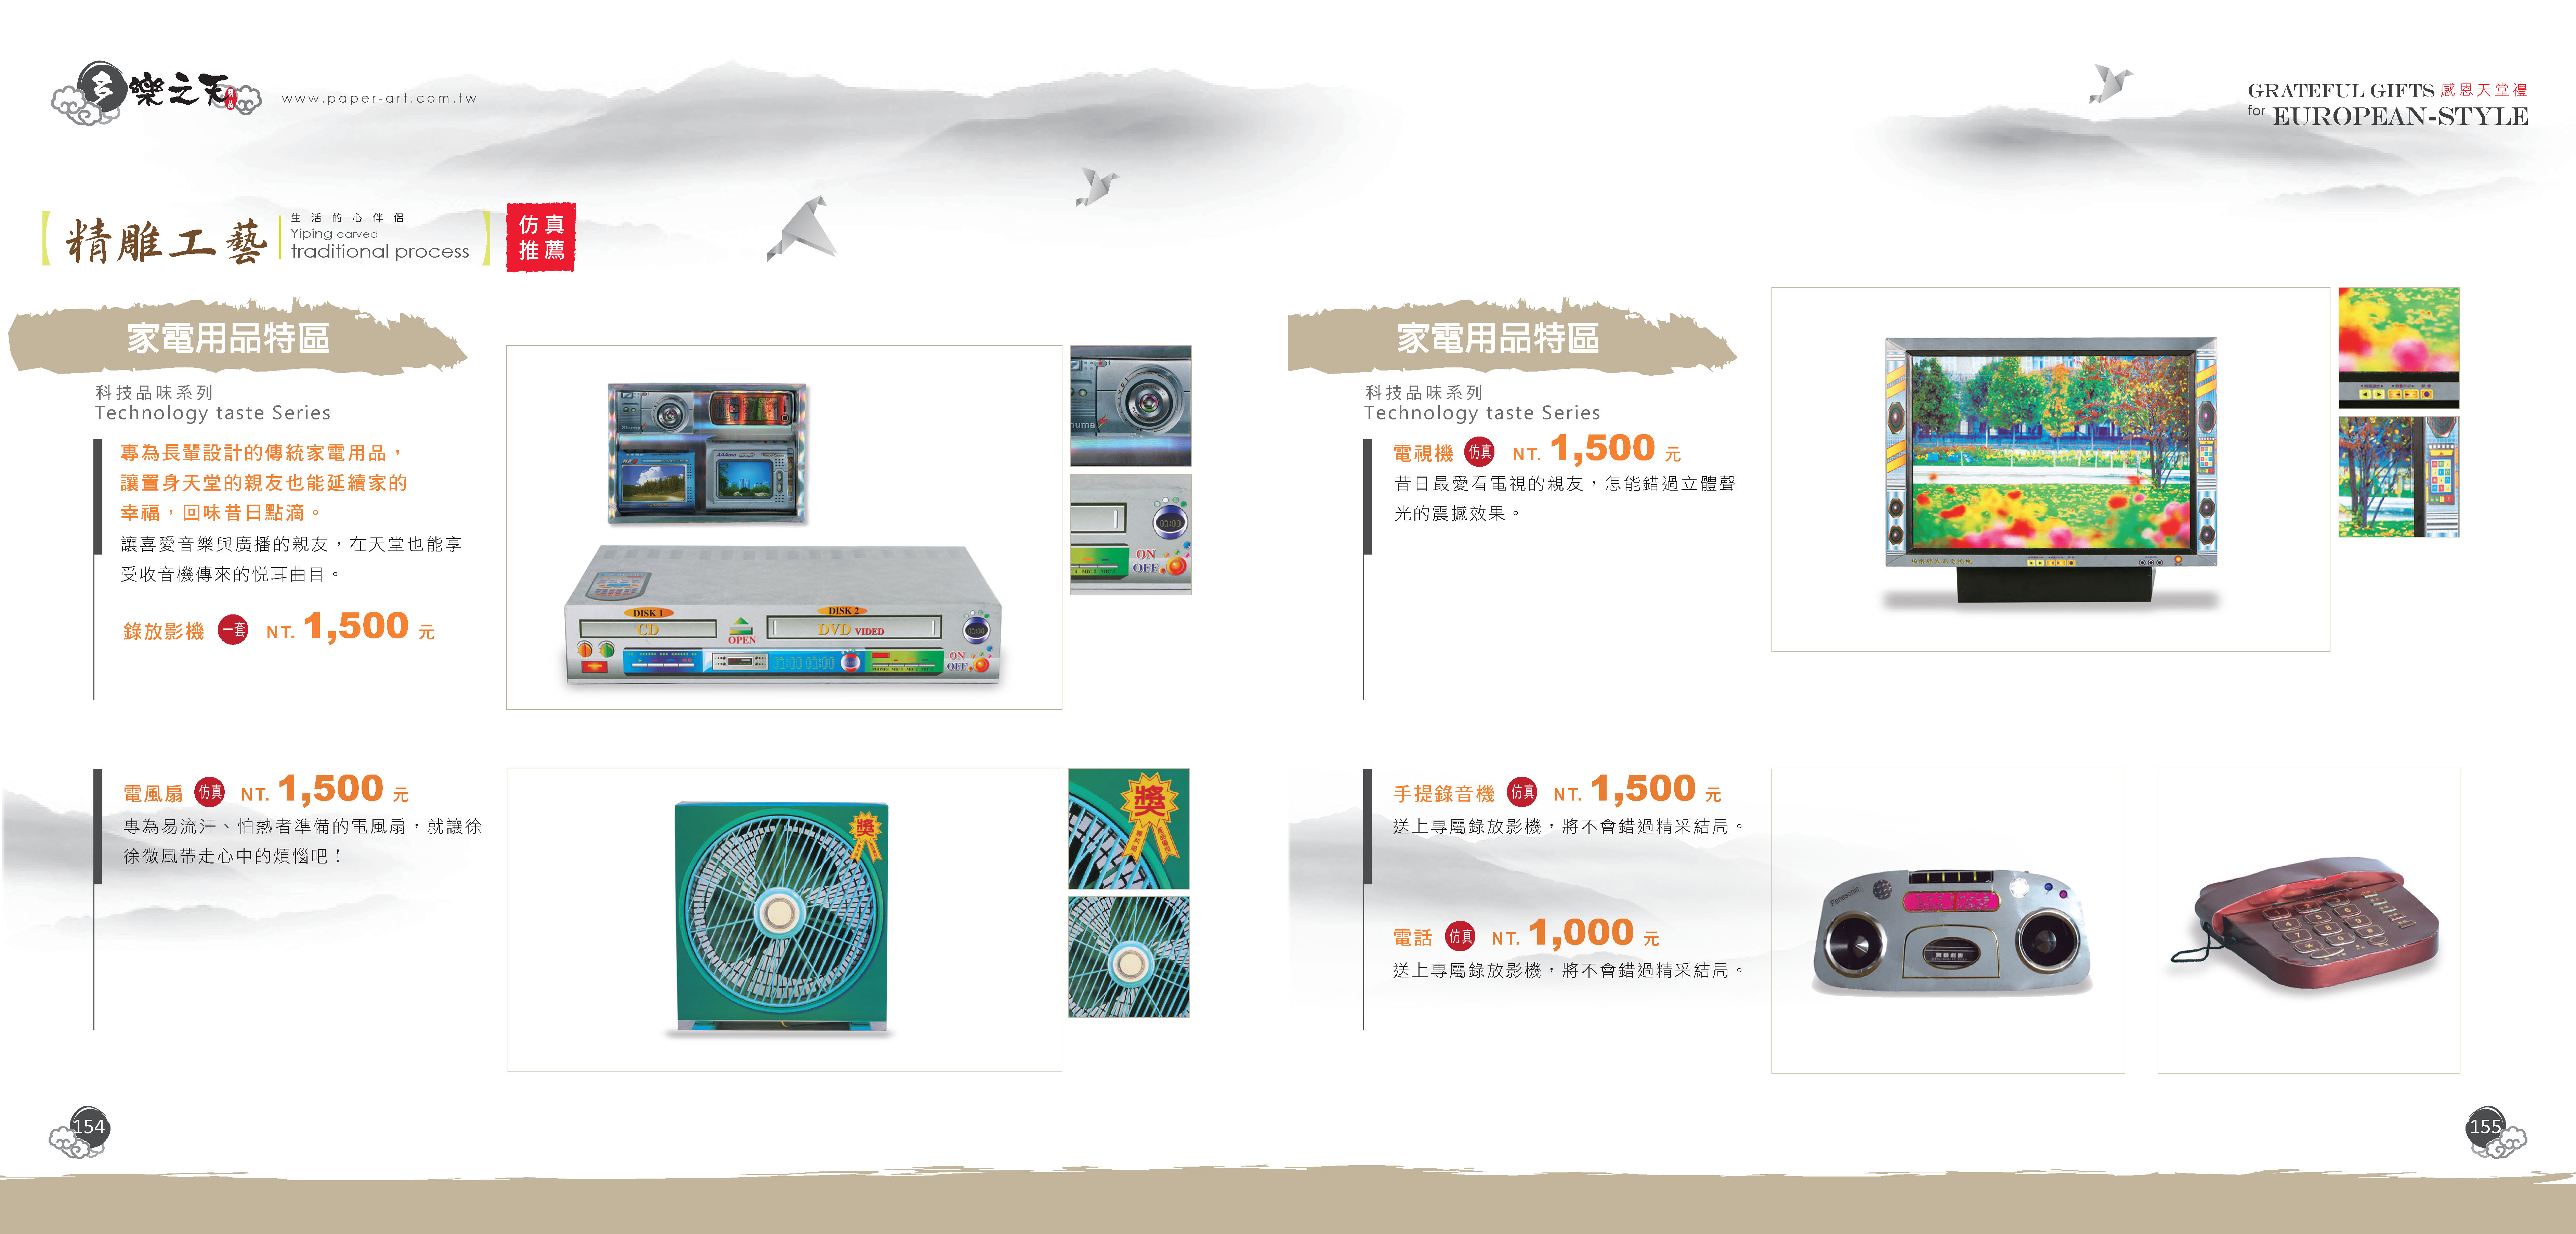 多樂之天
www.paper-art.com.tw
GRATEFUL GIFTS 感恩天堂禮
for EUROPEAN-STYLE
精雕工藝
生活的心伴侶
Yiping carved
traditional process
仿真
推薦
家電用品特區
科技品味系列
Technology taste Series
專為長輩設計的傳統家電用品，
讓置身天堂的親友也能延續家的
幸福，回味昔日點滴。
讓喜愛音樂與廣播的親友，在天堂也能享
受收音機傳來的悅耳曲目。
錄放影機 一套 NT. 1,500 元
DISK 1
DISK 2
CD
OPEN
DVD VIDED
ON
OFF
ON
OFF
電風扇 仿真 NT. 1,500 元
專為易流汗、怕熱者準備的電風扇，就讓徐
徐微風帶走心中的煩惱吧！
獎
獎
154
家電用品特區
科技品味系列
Technology taste Series
電視機 仿真 NT. 1,500 元
昔日最愛看電視的親友，怎能錯過立體聲
光的震撼效果。
手提錄音機 仿真 NT. 1,500 元
送上專屬錄放影機，將不會錯過精采結局。
電話 仿真 NT. 1,000 元
送上專屬錄放影機，將不會錯過精采結局。
155